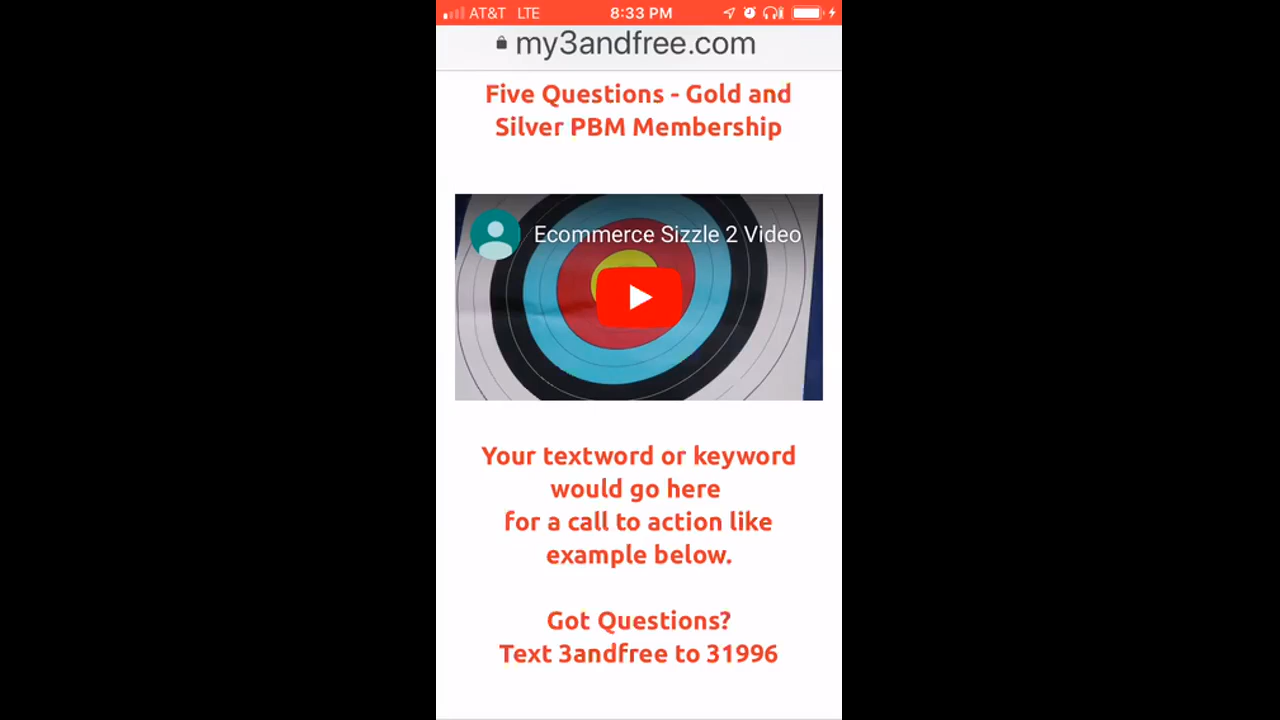 AT&T LTE 8:33 PM
my3andfree.com
Five Questions - Gold and
Silver PBM Membership
Ecommerce Sizzle 2 Video
Your textword or keyword
would go here
for a call to action like
example below.
Got Questions?
Text 3andfree to 31996